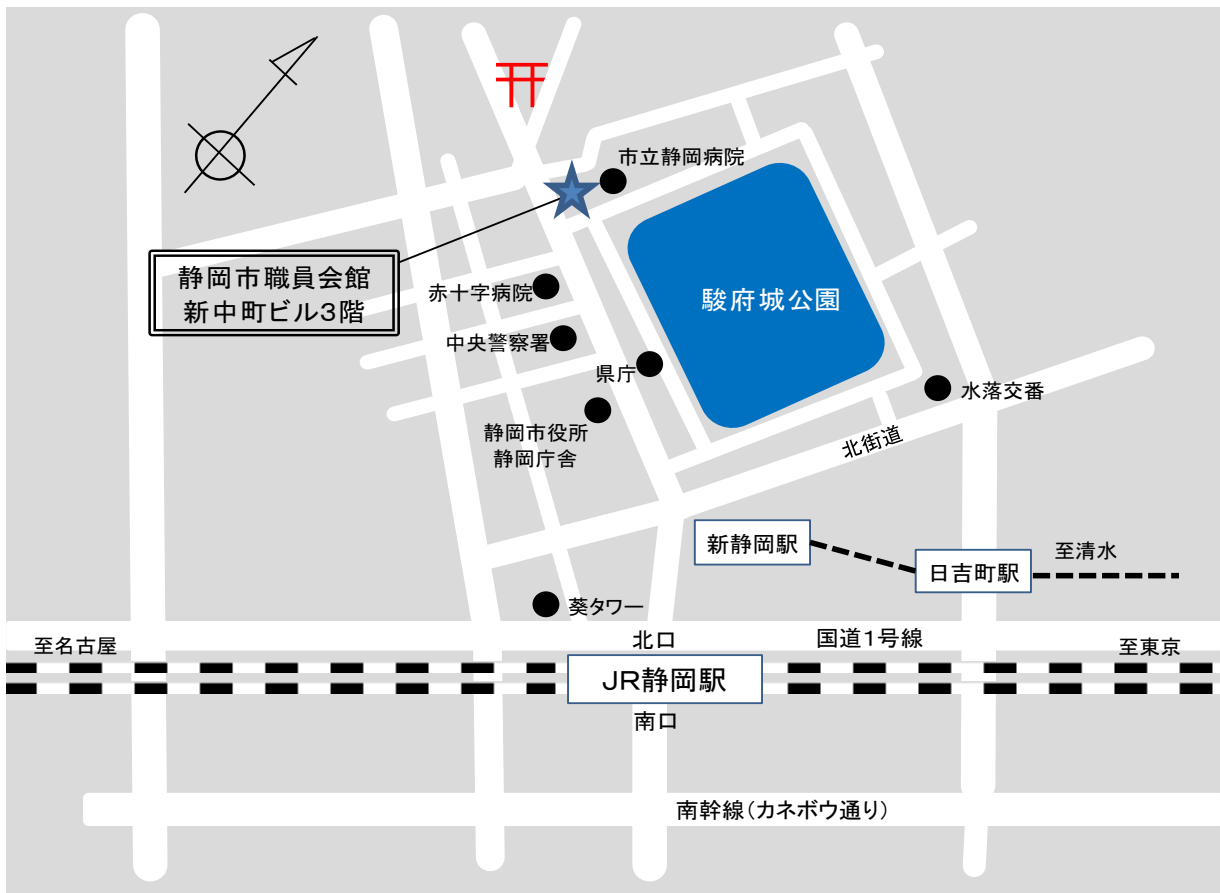 市立静岡病院
静岡市職員会館
新中町ビル3階
赤十字病院
駿府城公園
中央警察署
県庁
水落交番
静岡市役所
静岡庁舎
北街道
新静岡駅
日吉町駅
至清水
葵タワー
至名古屋
北口
国道1号線
至東京
JR静岡駅
南口
南幹線(カネボウ通り)